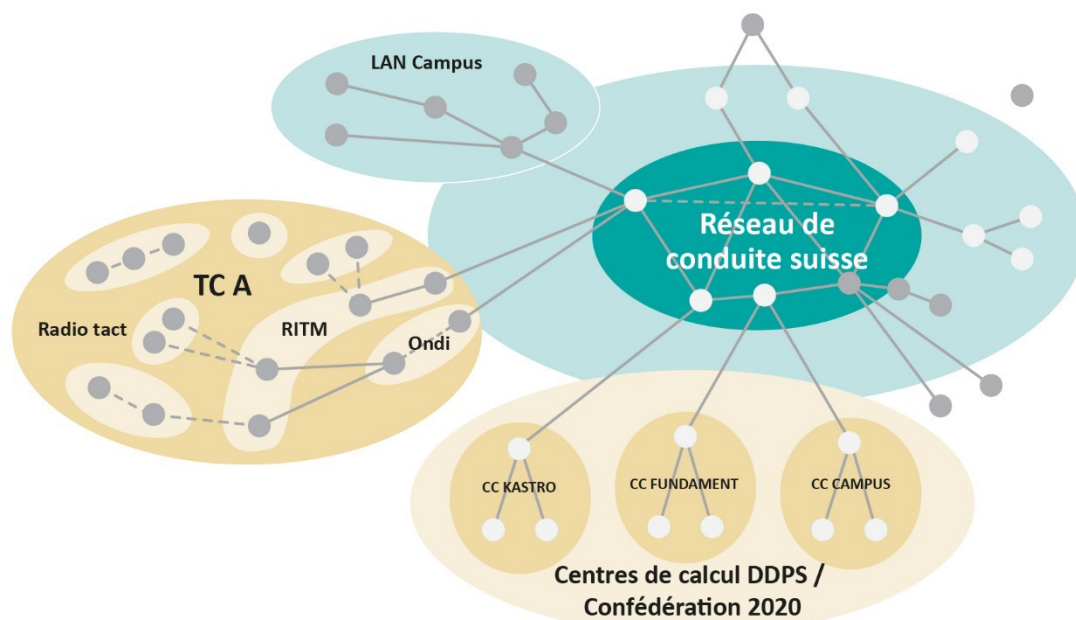 LAN Campus
Réseau de
conduite suisse
TC A
Radio tact
RITM
Ondi
CC KASTRO
CC FUNDAMENT
CC CAMPUS
Centres de calcul DDPS /
Confédération 2020